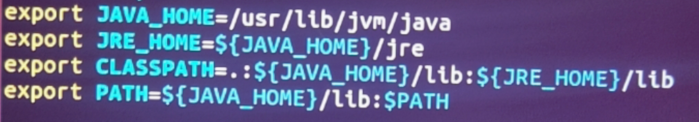 export JAVA_HOME=/usr/lib/jvm/java
export JRE_HOME=${JAVA_HOME}/jre
export CLASSPATH=.:${JAVA_HOME}/lib:${JRE_HOME}/lib
export PATH=${JAVA_HOME}/lib:$PATH